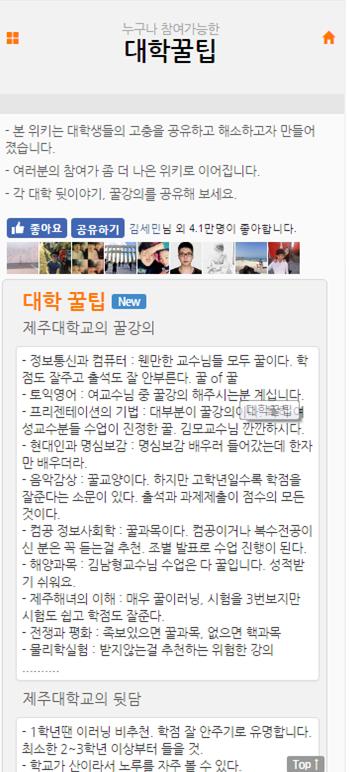 누구나 참여가능한
대학꿀팁
- 본 위키는 대학생들의 고충을 공유하고 해소하고자 만들어
졌습니다.
- 여러분의 참여가 좀 더 나은 위키로 이어집니다.
- 각 대학 뒷이야기, 꿀강의를 공유해 보세요.
좋아요 공유하기 김세민님 외 4.1만명이 좋아합니다.
대학 꿀팁 New
제주대학교의 꿀강의
- 정보통신과 컴퓨터 : 웬만한 교수님들 모두 꿀이다. 학
점도 잘주고 출석도 잘 안부른다. 꿀 of 꿀
- 토익영어 : 여교수님 중 꿀강의 해주시는분 계십니다.
- 프리젠테이션의 기법 : 대부분이 꿀강의
대학꿀팁
성교수분들 수업이 진정한 꿀. 김모교수님 깐깐하시다.
- 현대인과 명심보감 : 명심보감 배우러 들어갔는데 한자
만 배우더라.
- 음악감상 : 꿀교양이다. 하지만 고학년일수록 학점을
잘준다는 소문이 있다. 출석과 과제제출이 점수의 모든
것이다.
- 컴공 정보사회학 : 꿀과목이다. 컴공이거나 복수전공이
신 분은 꼭 듣는걸 추천. 조별 발표로 수업 진행이 된다.
- 해양과목 : 김남형교수님 수업은 다 꿀입니다. 성적받
기 쉬워요.
- 제주해녀의 이해 : 매우 꿀이러닝, 시험을 3번보지만
시험도 쉽고 학점도 잘준다.
- 전쟁과 평화 : 족보있으면 꿀과목, 없으면 핵과목
- 물리학실험 : 받지않는걸 추천하는 위험한 강의
..........
제주대학교의 뒷담
- 1학년땐 이러닝 비추천. 학점 잘 안주기로 유명합니다.
최소한 2~3학년 이상부터 들을 것.
- 학교가 산이라서 노루를 자주 볼 수 있다.
Top↑